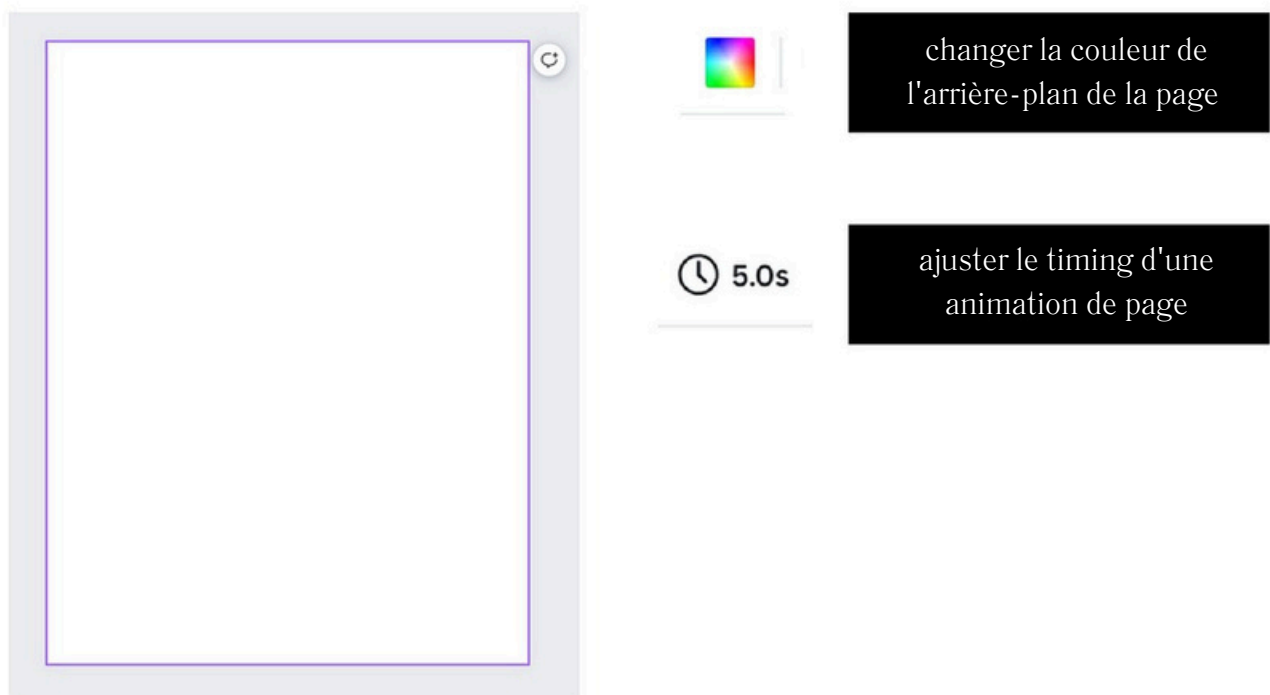 changer la couleur de
l'arrière-plan de la page
5.0s
ajuster le timing d'une
animation de page